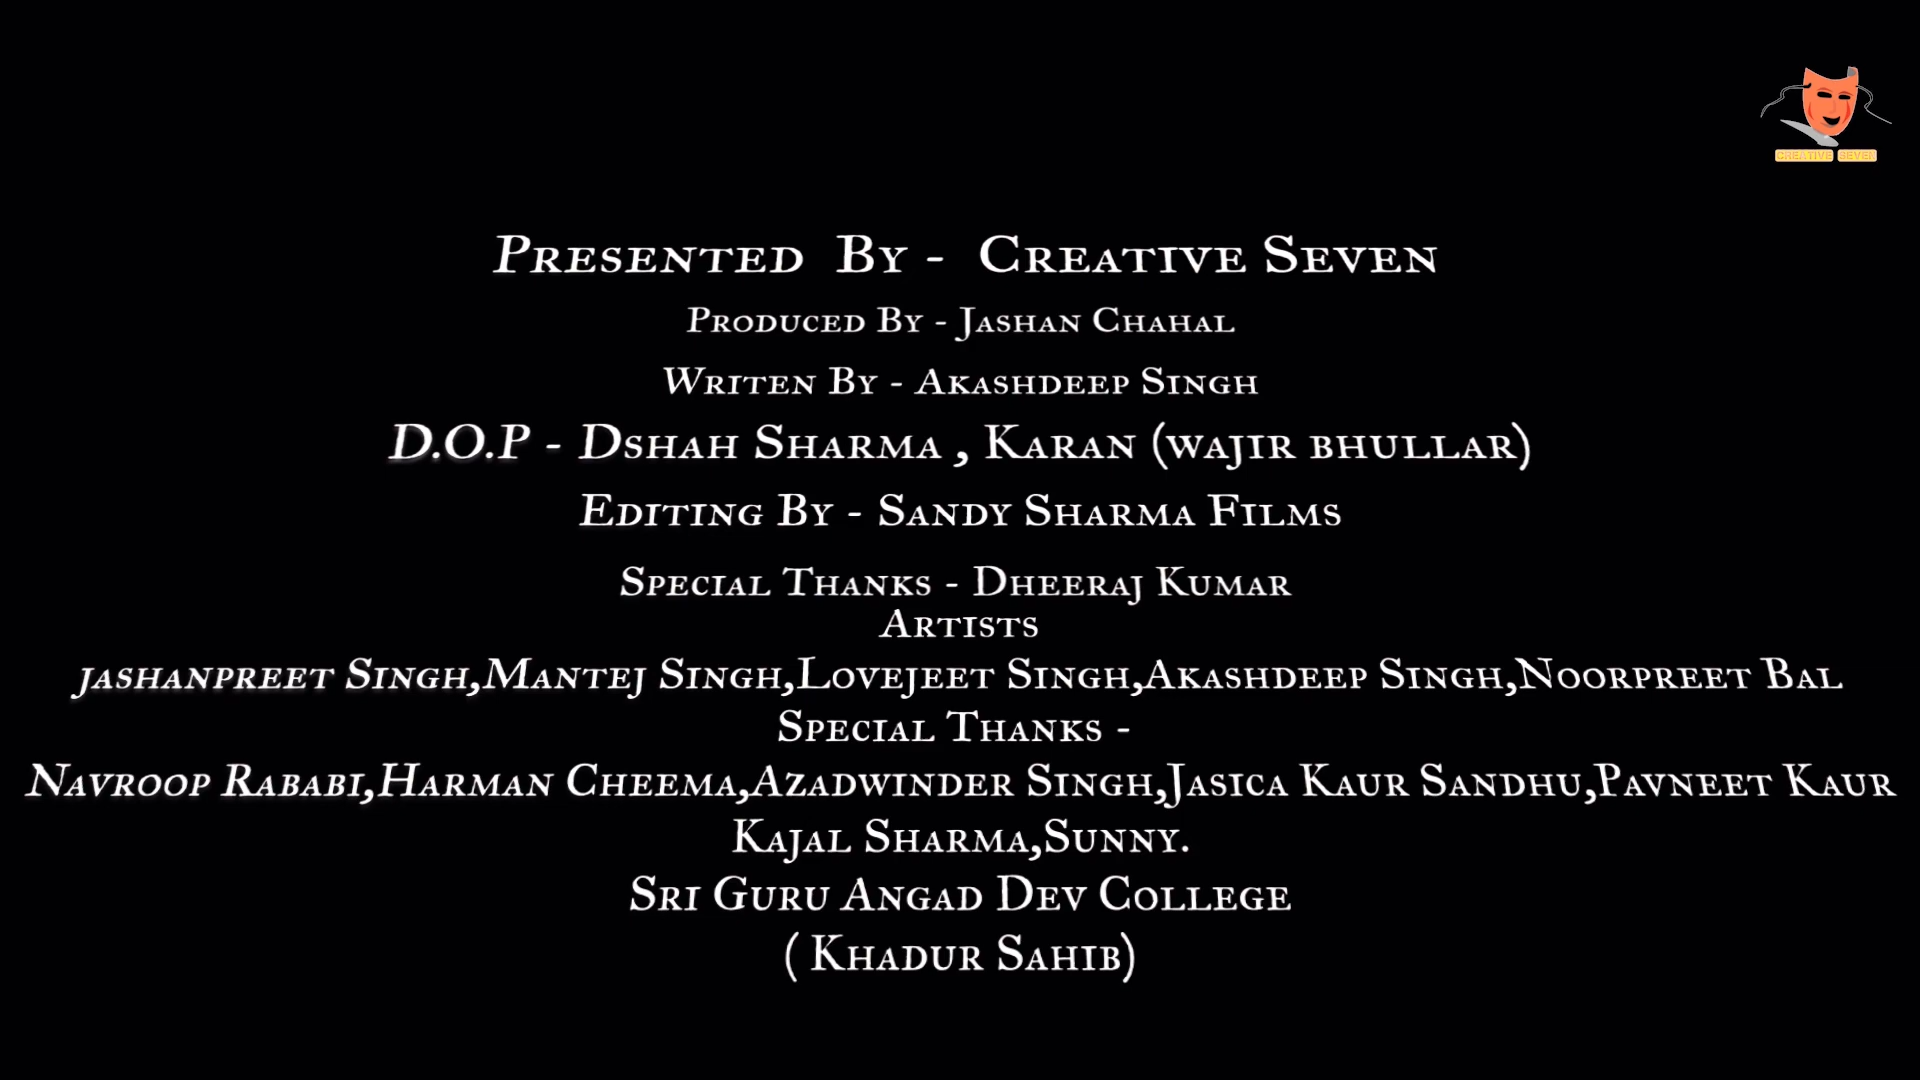 CREATIVE SEVEN
Presented By - Creative Seven
Produced By - Jashan Chahal
Writen By - Akashdeep Singh
D.O.P - Dshah Sharma , Karan (wajir bhullar)
Editing By - Sandy Sharma Films
Special Thanks - Dheeraj Kumar
Artists
jashanpreet Singh,Mantej Singh,Lovejeet Singh,Akashdeep Singh,Noorpreet Bal
Special Thanks -
Navroop Rababi,Harman Cheema,Azadwinder Singh,Jasica Kaur Sandhu,Pavneet Kaur
Kajal Sharma,Sunny.
Sri Guru Angad Dev College
( Khadur Sahib)